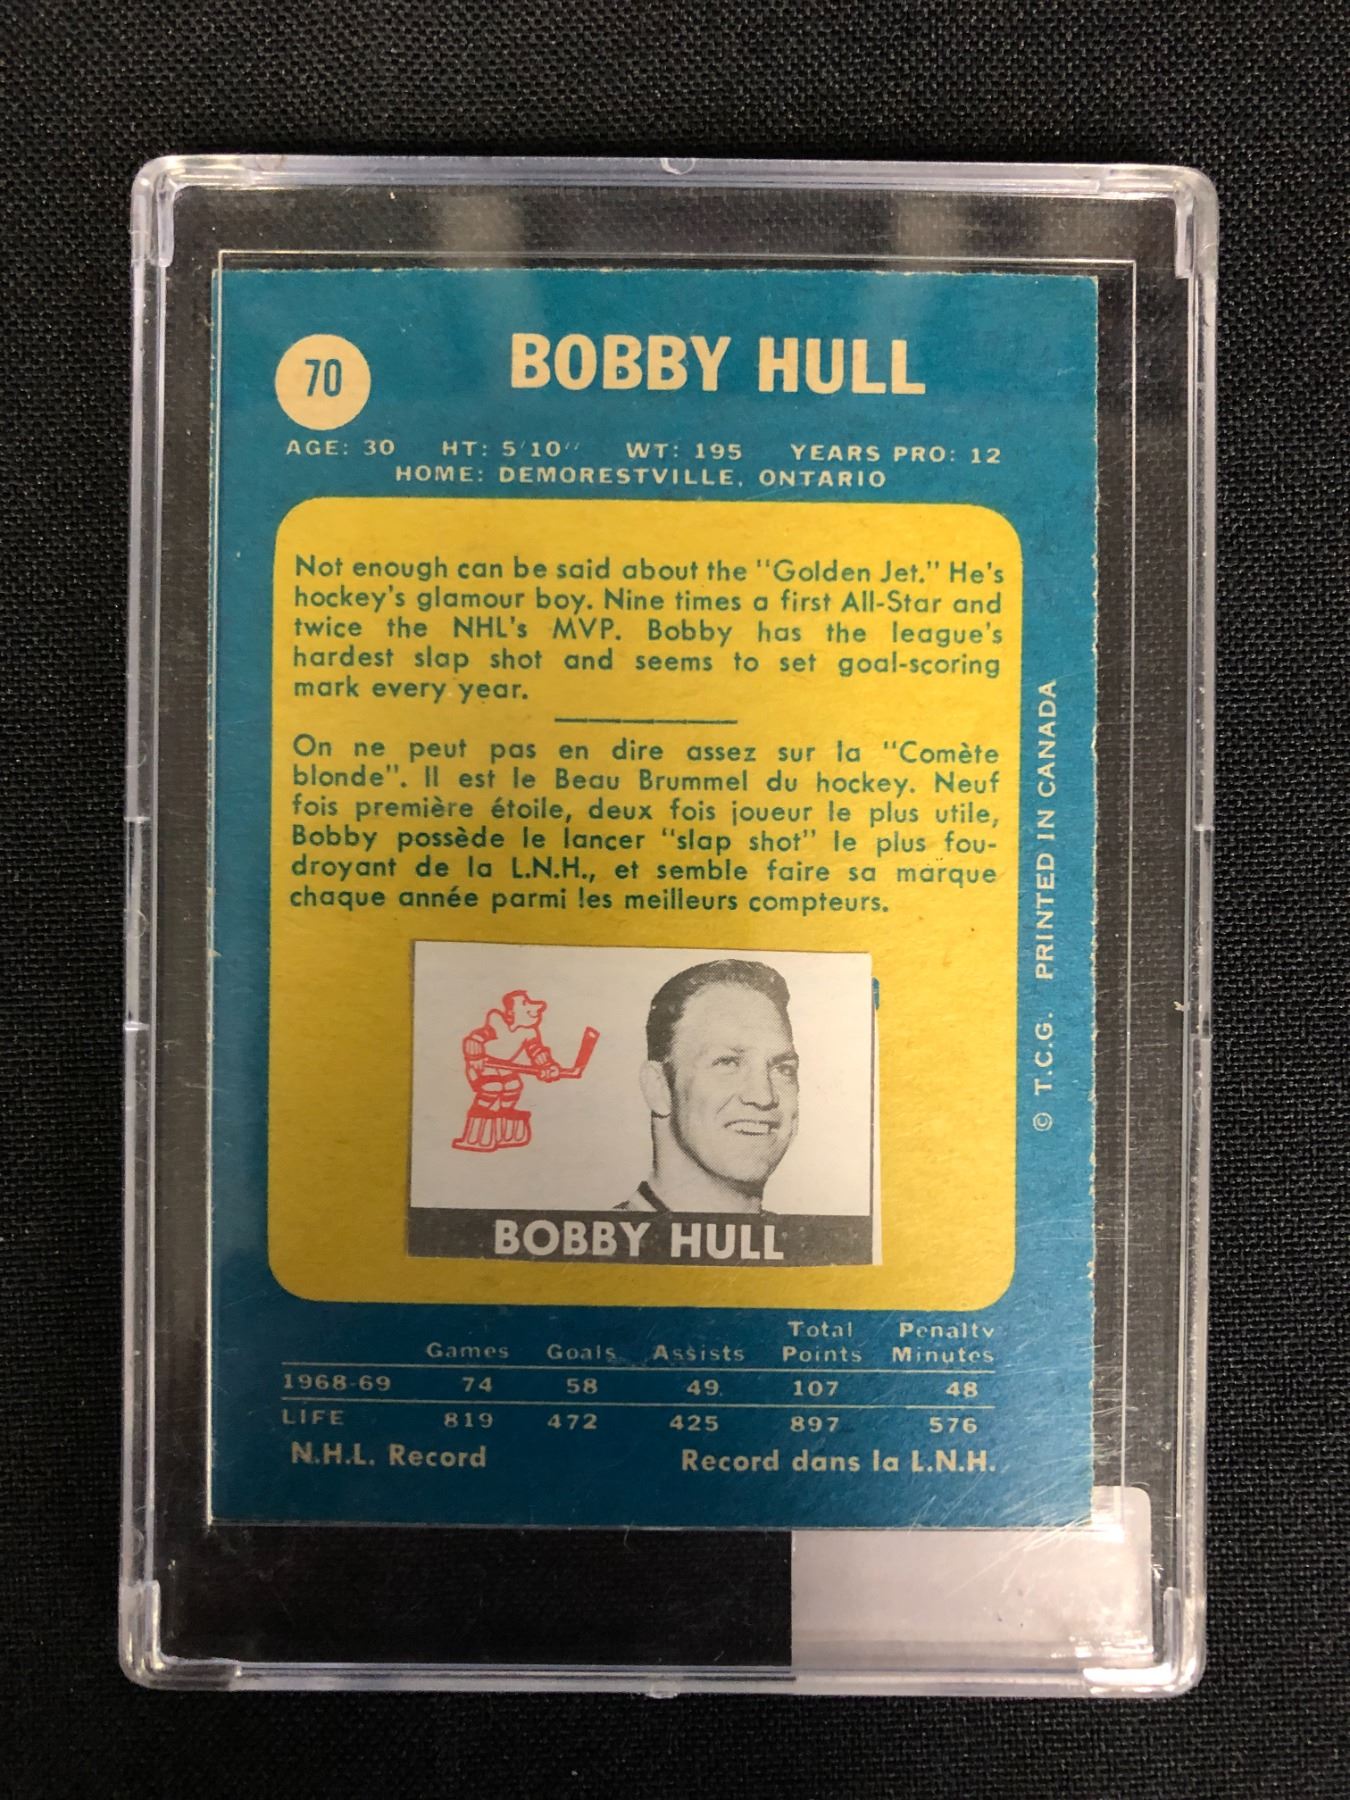 70
BOBBY HULL
AGE: 30 HT: 5'10" WT: 195 YEARS PRO: 12
HOME: DEMORESTVILLE, ONTARIO
Not enough can be said about the "Golden Jet." He's
hockey's glamour boy. Nine times a first All-Star and
twice the NHL's MVP. Bobby has the league's
hardest slap shot and seems to set goal-scoring
mark every year.
On ne peut pas en dire assez sur la "Comète
blonde". Il est le Beau Brummel du hockey. Neuf
fois première étoile, deux fois joueur le plus utile,
Bobby possède le lancer "slap shot" le plus fou-
droyant de la L.N.H., et semble faire sa marque
chaque année parmi les meilleurs compteurs.
© T.C.G. PRINTED IN CANADA
BOBBY HULL
Total Penalty
Games Goals Assists Points Minutes
1968-69 74 58 49 107 48
LIFE 819 472 425 897 576
N.H.L. Record Record dans la L.N.H.